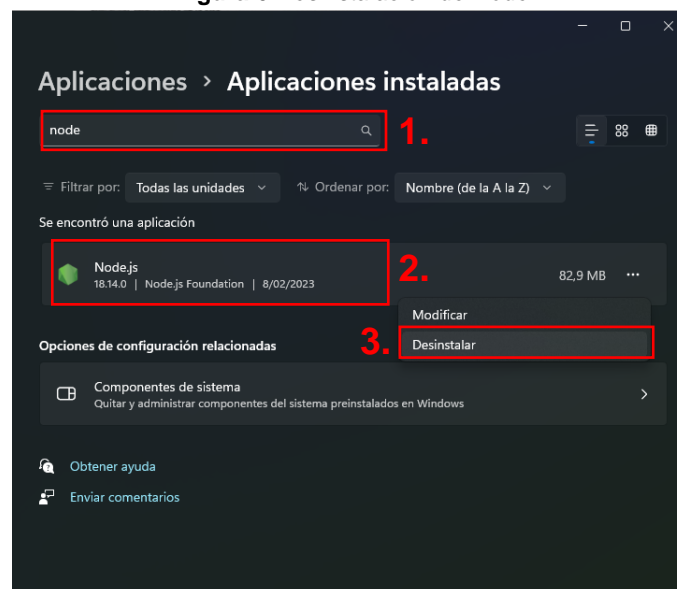 Aplicaciones > Aplicaciones instaladas
node
1.
Filtrar por: Todas las unidades Ordenar por: Nombre (de la A la Z)
Se encontró una aplicación
Node.js
18.14.0 | Node.js Foundation | 8/02/2023
2.
82,9 MB ···
Modificar
3.
Desinstalar
Opciones de configuración relacionadas
Componentes de sistema
Quitar y administrar componentes del sistema preinstalados en Windows
Obtener ayuda
Enviar comentarios